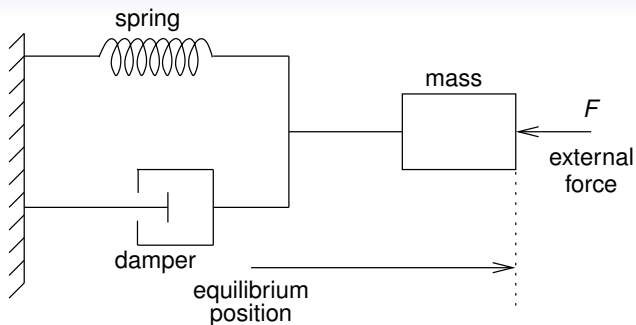 spring
mass
F
external
force
damper
equilibrium
position